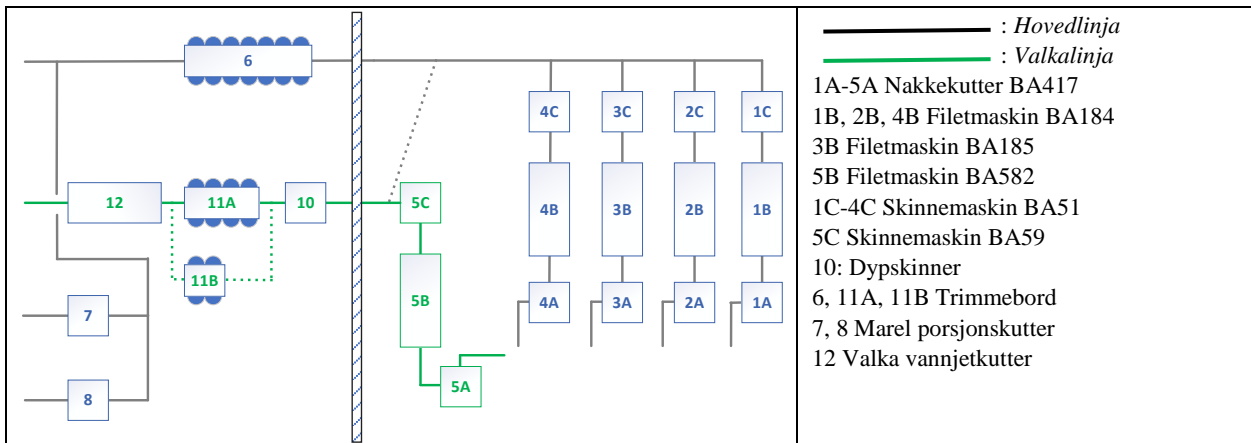 6
4C 3C 2C 1C
12 11A 10 5C
4B 3B 2B 1B
11B
5B
7
4A 3A 2A 1A
5A
8
: Hovedlinja
: Valkalinja
1A-5A Nakkekutter BA417
1B, 2B, 4B Filetmaskin BA184
3B Filetmaskin BA185
5B Filetmaskin BA582
1C-4C Skinnemaskin BA51
5C Skinnemaskin BA59
10: Dypskinner
6, 11A, 11B Trimmebord
7, 8 Marel porsjonskutter
12 Valka vannjetkutter